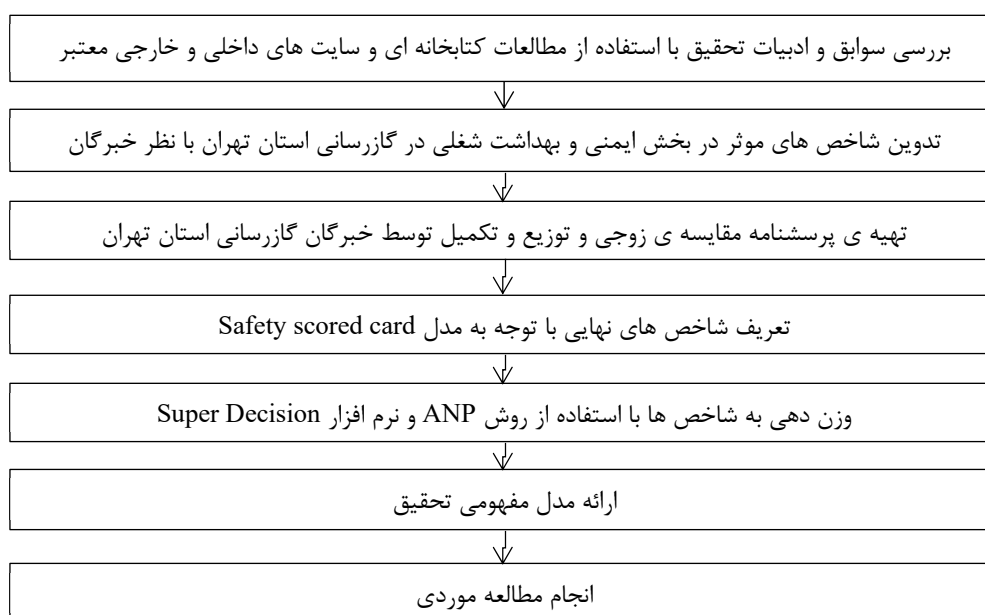 بررسی سوابق و ادبیات تحقیق با استفاده از مطالعات کتابخانه ای و سایت های داخلی و خارجی معتبر
تدوین شاخص های موثر در بخش ایمنی و بهداشت شغلی در گازرسانی استان تهران با نظر خبرگان
تهیه ی پرسشنامه مقایسه ی زوجی و توزیع و تکمیل توسط خبرگان گازرسانی استان تهران
تعریف شاخص های نهایی با توجه به مدل Safety scored card
وزن دهی به شاخص ها با استفاده از روش ANP و نرم افزار Super Decision
ارائه مدل مفهومی تحقیق
انجام مطالعه موردی